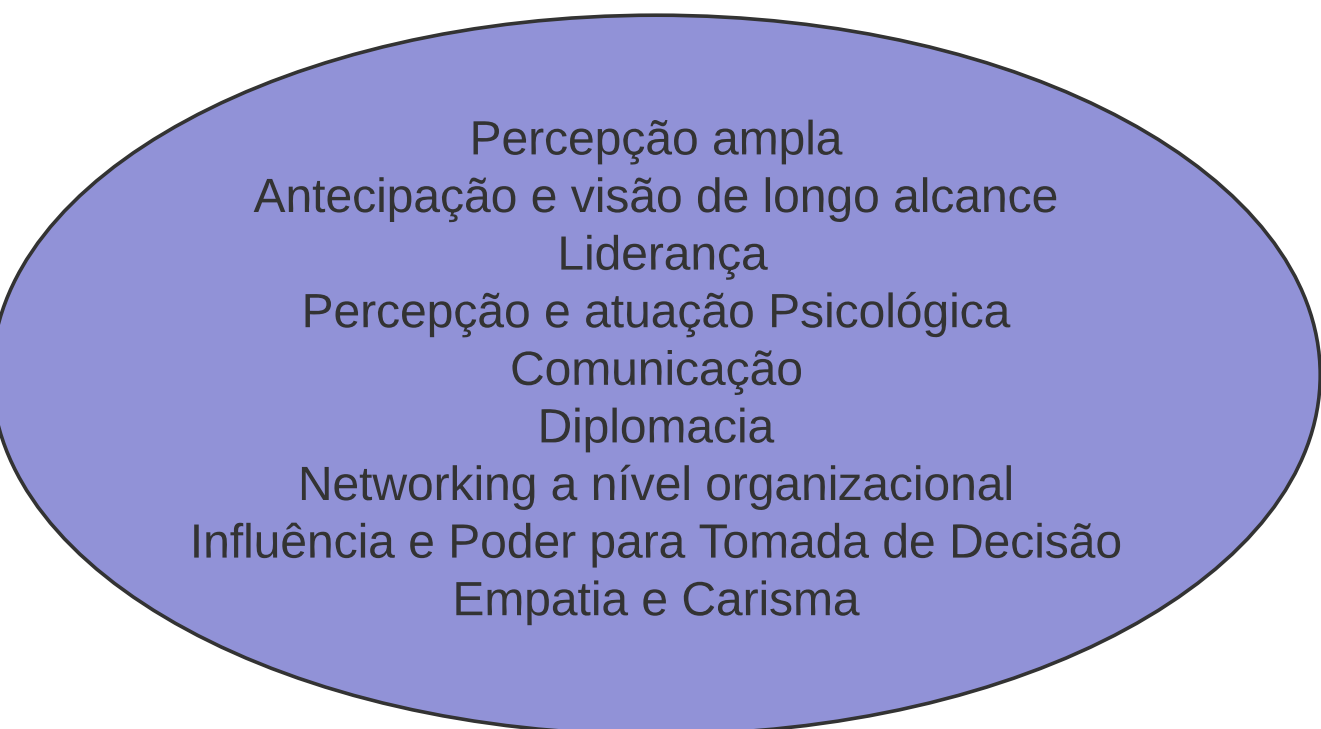 Percepção ampla
Antecipação e visão de longo alcance
Liderança
Percepção e atuação Psicológica
Comunicação
Diplomacia
Networking a nível organizacional
Influência e Poder para Tomada de Decisão
Empatia e Carisma